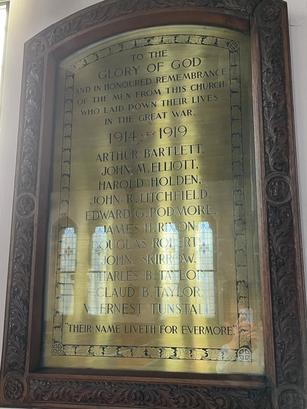 TO THE
GLORY OF GOD
AND IN HONOURED REMEMBRANCE
OF THE MEN FROM THIS CHURCH
WHO LAID DOWN THEIR LIVES
IN THE GREAT WAR.
1914 1919
ARTHUR BARTLETT,
JOHN M. ELLIOTT,
HAROLD HOLDEN,
JOHN R. LITCHFIELD,
EDWARD G. PODMORE,
JAMES H. RIXON,
DOUGLAS ROBERT,
JOHN SKIRROW,
CHARLES B. TAYLOR
CLAUD B. TAYLOR,
ERNEST TUNSTALL
"THEIR NAME LIVETH FOR EVERMORE"